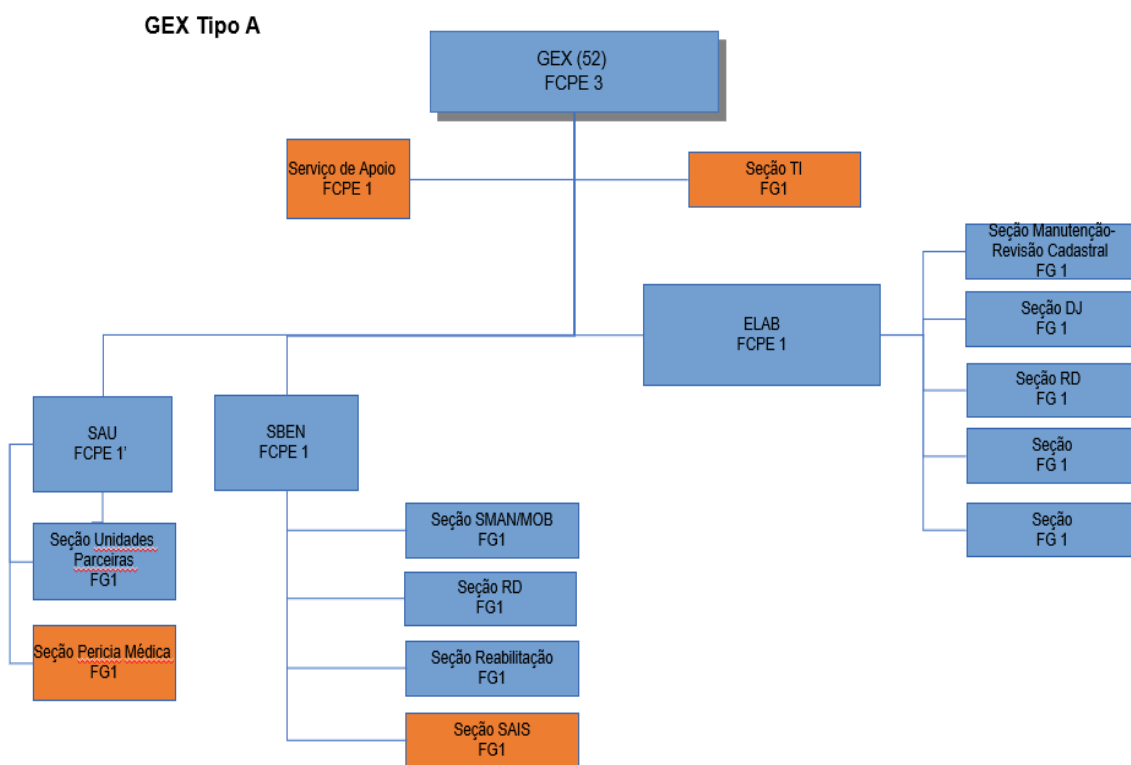 GEX Tipo A
GEX (52)
FCPE 3
Serviço de Apoio
FCPE 1
Seção TI
FG1
Seção Manutenção-
Revisão Cadastral
FG 1
Seção DJ
FG 1
ELAB
FCPE 1
Seção RD
FG 1
Seção
FG 1
Seção
FG 1
SAU
FCPE 1'
SBEN
FCPE 1
Seção Unidades
Parceiras
FG1
Seção Pericia Médica
FG1
Seção SMAN/MOB
FG1
Seção RD
FG1
Seção Reabilitação
FG1
Seção SAIS
FG1